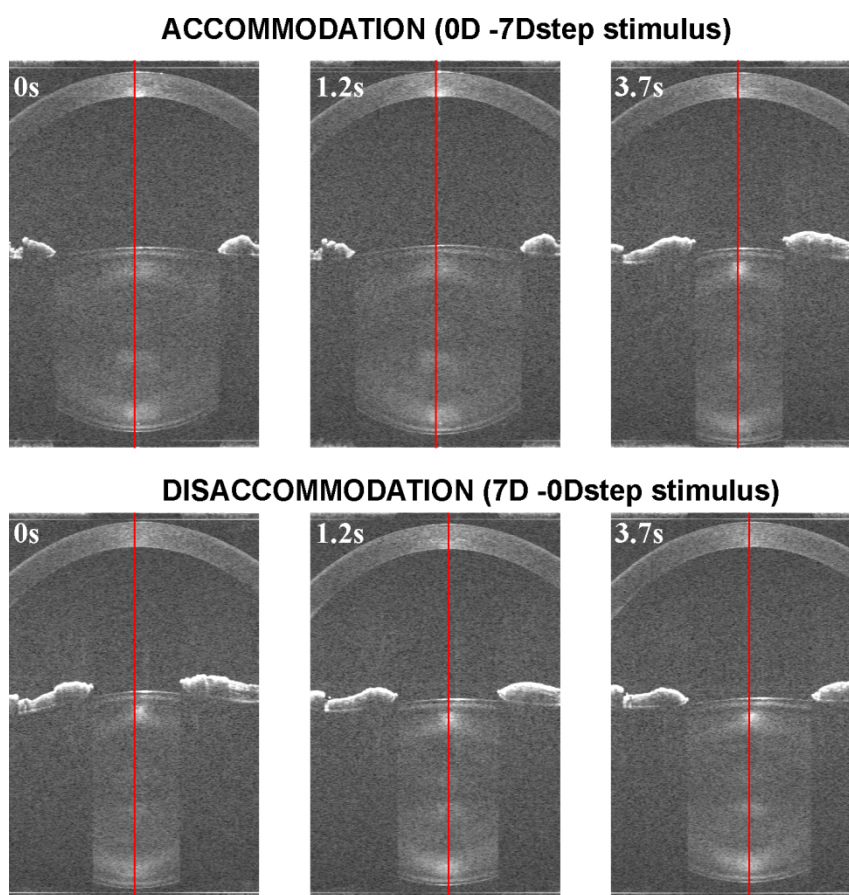 ACCOMMODATION (0D -7Dstep stimulus)
0s
1.2s
3.7s
DISACCOMMODATION (7D -0Dstep stimulus)
0s
1.2s
3.7s